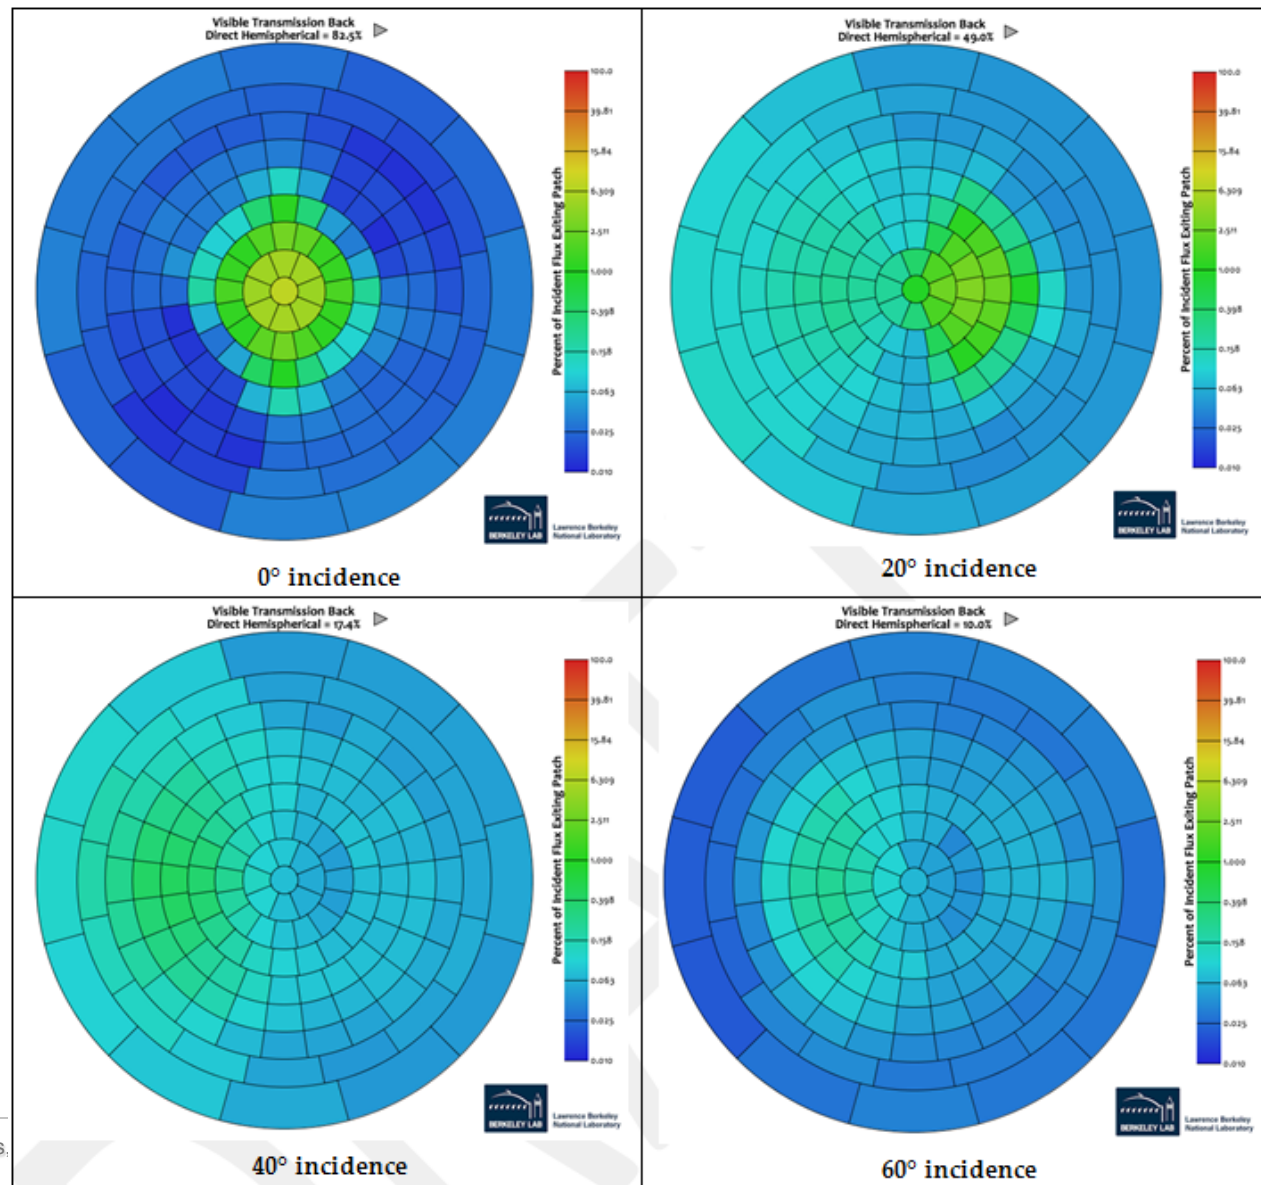 Visible Transmission Back
Direct Hemispherical = 82.5%
100.0
39.81
15.84
6.309
2.511
1.000
0.398
0.158
0.063
0.025
0.010
Percent of Incident Flux Exiting Patch
BERKELEY LAB
Lawrence Berkeley
National Laboratory
0° incidence
Visible Transmission Back
Direct Hemispherical = 49.0%
100.0
39.81
15.84
6.309
2.511
1.000
0.398
0.158
0.063
0.025
0.010
Percent of Incident Flux Exiting Patch
BERKELEY LAB
Lawrence Berkeley
National Laboratory
20° incidence
Visible Transmission Back
Direct Hemispherical = 17.4%
100.0
39.81
15.84
6.309
2.511
1.000
0.398
0.158
0.063
0.025
0.010
Percent of Incident Flux Exiting Patch
BERKELEY LAB
Lawrence Berkeley
National Laboratory
40° incidence
Visible Transmission Back
Direct Hemispherical = 10.0%
100.0
39.81
15.84
6.309
2.511
1.000
0.398
0.158
0.063
0.025
0.010
Percent of Incident Flux Exiting Patch
BERKELEY LAB
Lawrence Berkeley
National Laboratory
60° incidence